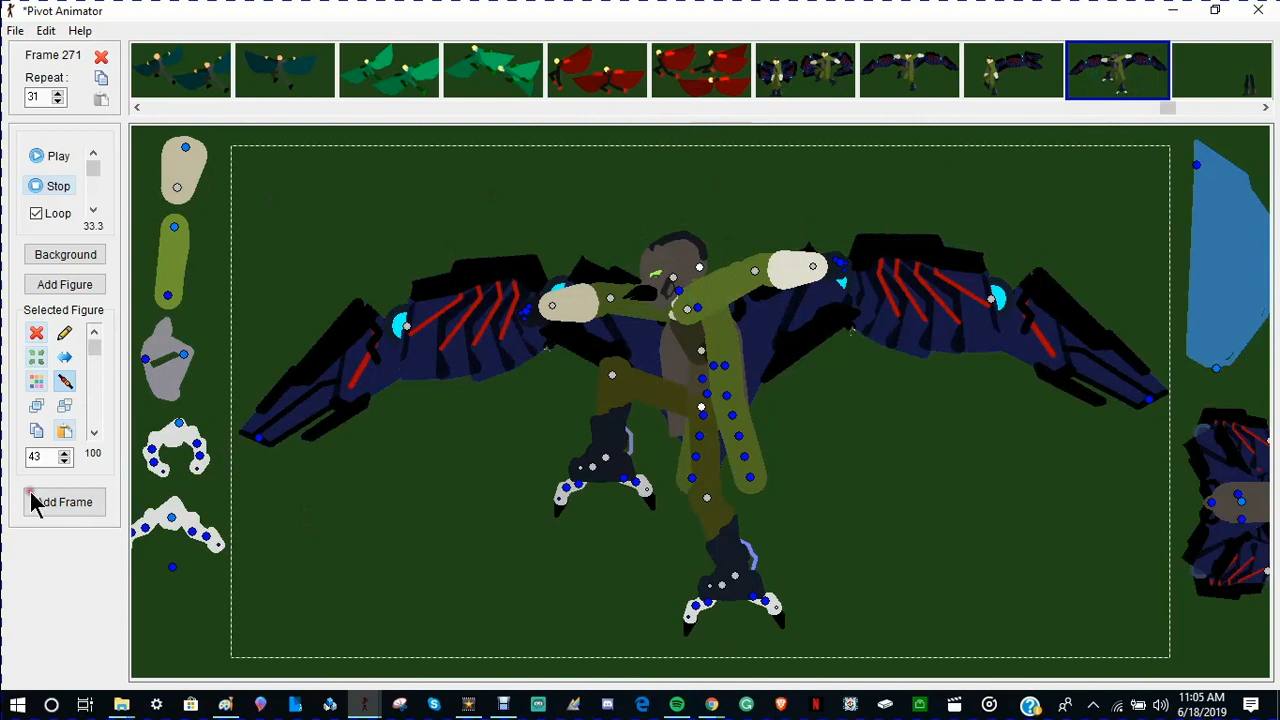 *Pivot Animator
File Edit Help
Frame 271
Repeat :
31
Play
Stop
Loop
33.3
Background
Add Figure
Selected Figure
43
100
Add Frame
11:05 AM
6/18/2019